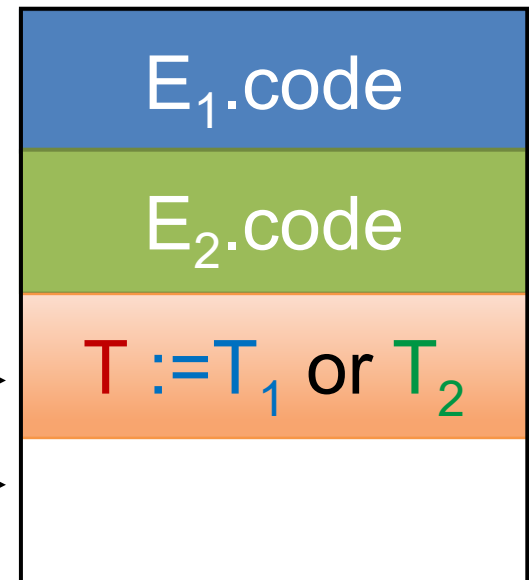 E₁.code
E₂.code
T :=T₁ or T₂